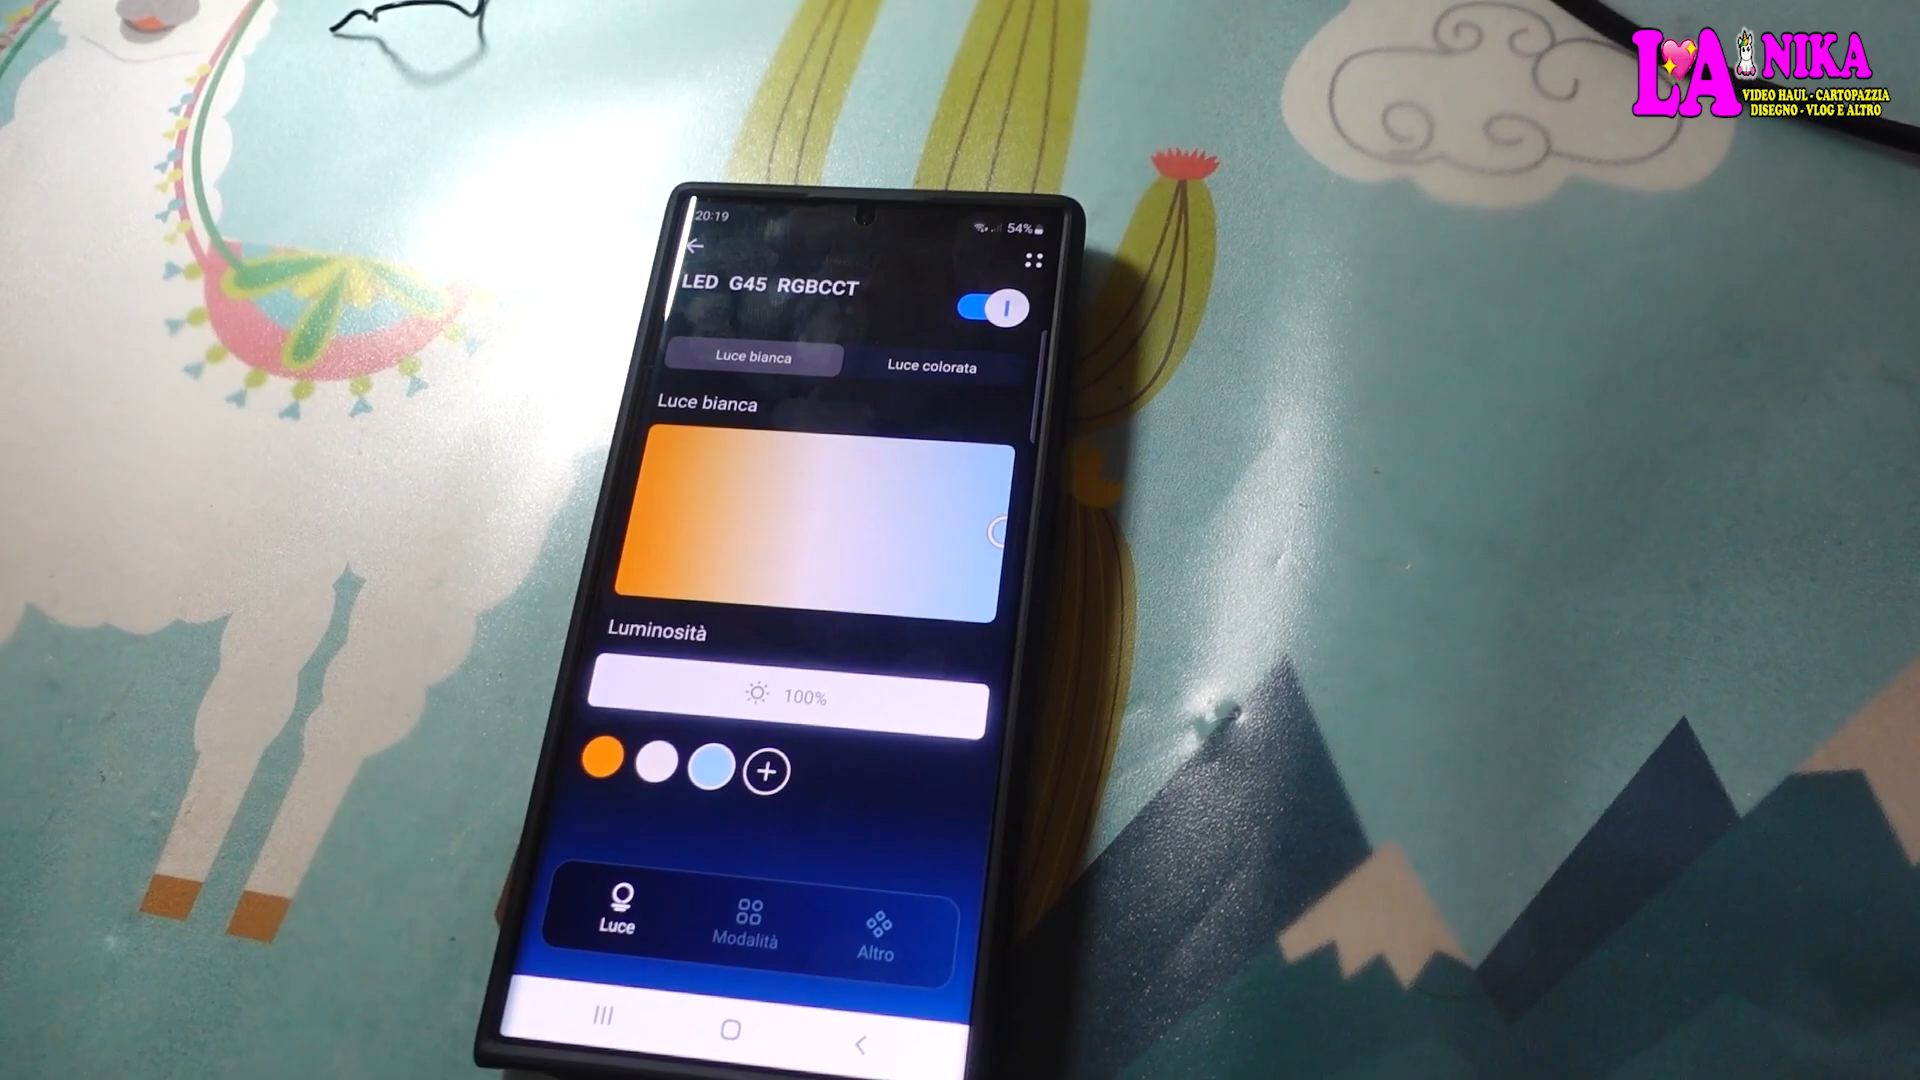 LA NIKA
VIDEO HAUL - CARTOPAZZIA
DISEGNO - VLOG E ALTRO
20:19
54%
LED G45 RGBCCT
Luce bianca
Luce colorata
Luce bianca
Luminosità
100%
Luce
Modalità
Altro